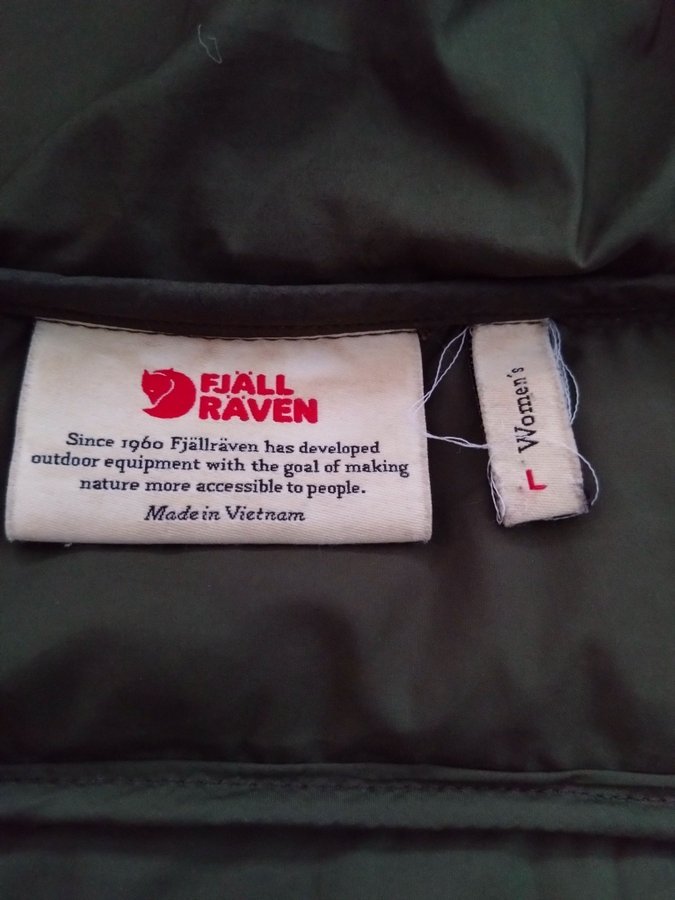 FJÄLL
RÄVEN
Since 1960 Fjällräven has developed
outdoor equipment with the goal of making
nature more accessible to people.
Made in Vietnam
Women's
L